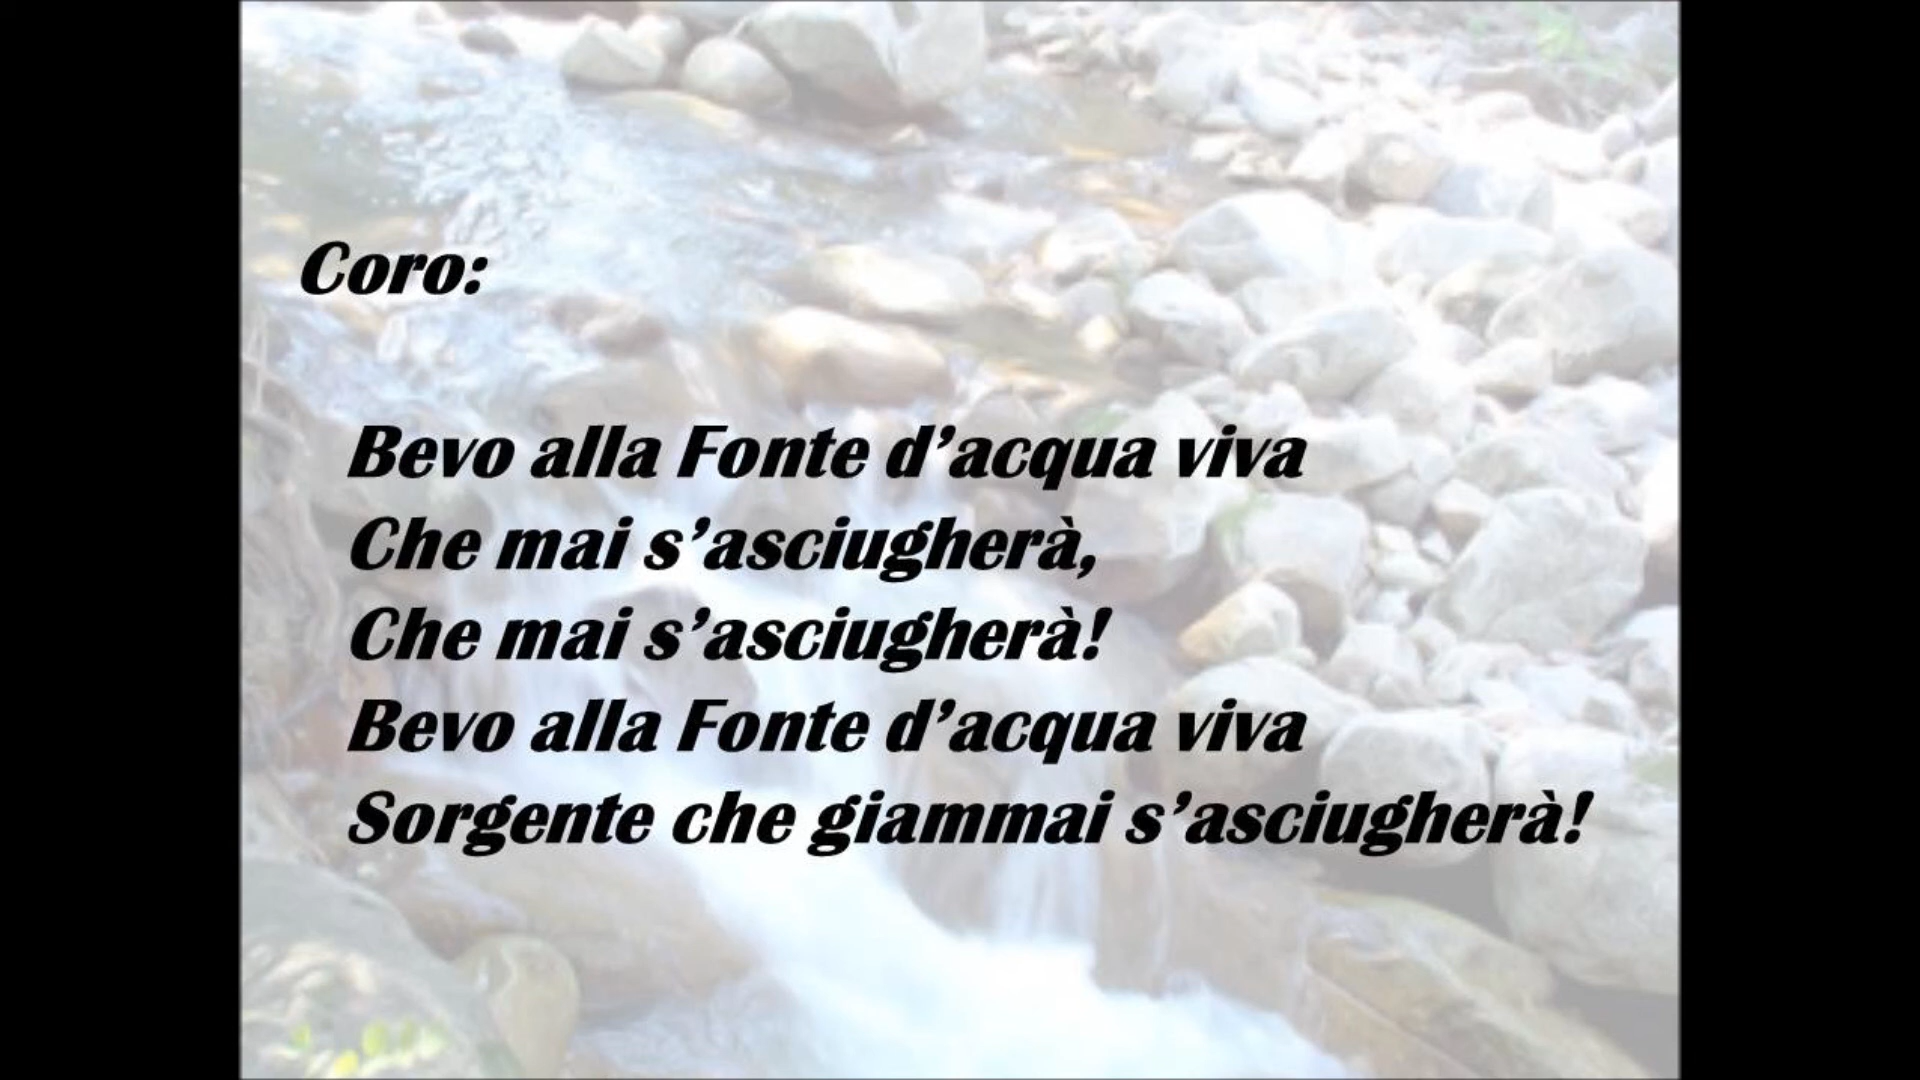 Coro:
Bevo alla Fonte d’acqua viva
Che mai s’asciugherà,
Che mai s’asciugherà!
Bevo alla Fonte d’acqua viva
Sorgente che giammai s’asciugherà!